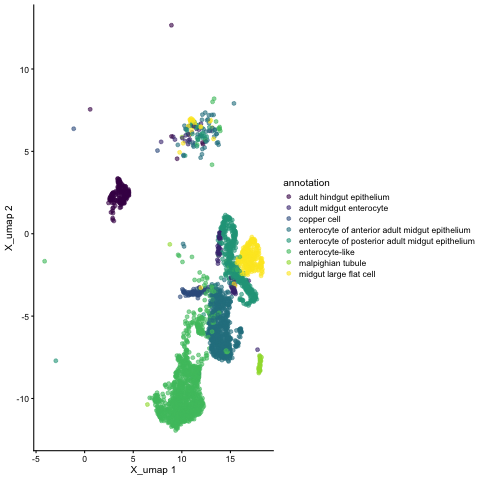 10
5
0
-5
-10
-5
0
5
10
15
X_umap 1
X_umap 2
annotation
adult hindgut epithelium
adult midgut enterocyte
copper cell
enterocyte of anterior adult midgut epithelium
enterocyte of posterior adult midgut epithelium
enterocyte-like
malpighian tubule
midgut large flat cell